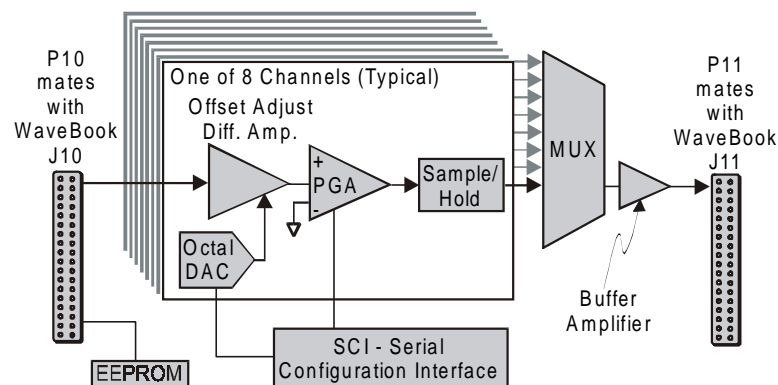 P10
mates
with
WaveBook
J10
One of 8 Channels (Typical)
Offset Adjust
Diff. Amp.
+
PGA
-
Sample/
Hold
Octal
DAC
MUX
P11
mates
with
WaveBook
J11
Buffer
Amplifier
SCI - Serial
Configuration Interface
EEPROM